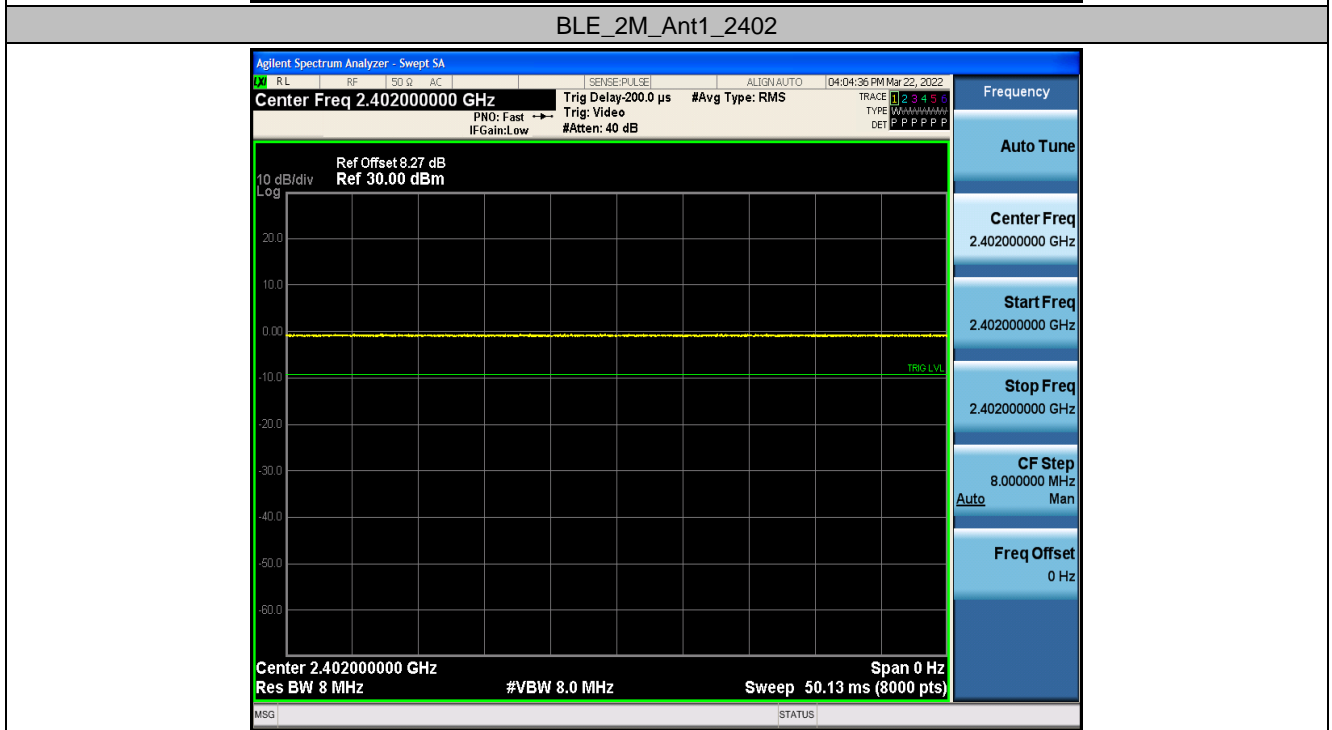 BLE_2M_Ant1_2402
Agilent Spectrum Analyzer - Swept SA
LXI RL RF 50 Ω AC SENSE:PULSE ALIGN AUTO 04:04:36 PM Mar 22, 2022
Center Freq 2.402000000 GHz Trig Delay-200.0 µs #Avg Type: RMS TRACE 1 2 3 4 5 6
PNO: Fast Trig: Video TYPE WWWWWW
IFGain:Low #Atten: 40 dB DET P P P P P P
Ref Offset 8.27 dB
10 dB/div Ref 30.00 dBm
Log
20.0
10.0
0.00
TRIG LVL
-10.0
-20.0
-30.0
-40.0
-50.0
-60.0
Center 2.402000000 GHz Span 0 Hz
Res BW 8 MHz #VBW 8.0 MHz Sweep 50.13 ms (8000 pts)
MSG STATUS
Frequency
Auto Tune
Center Freq
2.402000000 GHz
Start Freq
2.402000000 GHz
Stop Freq
2.402000000 GHz
CF Step
8.000000 MHz
Auto Man
Freq Offset
0 Hz